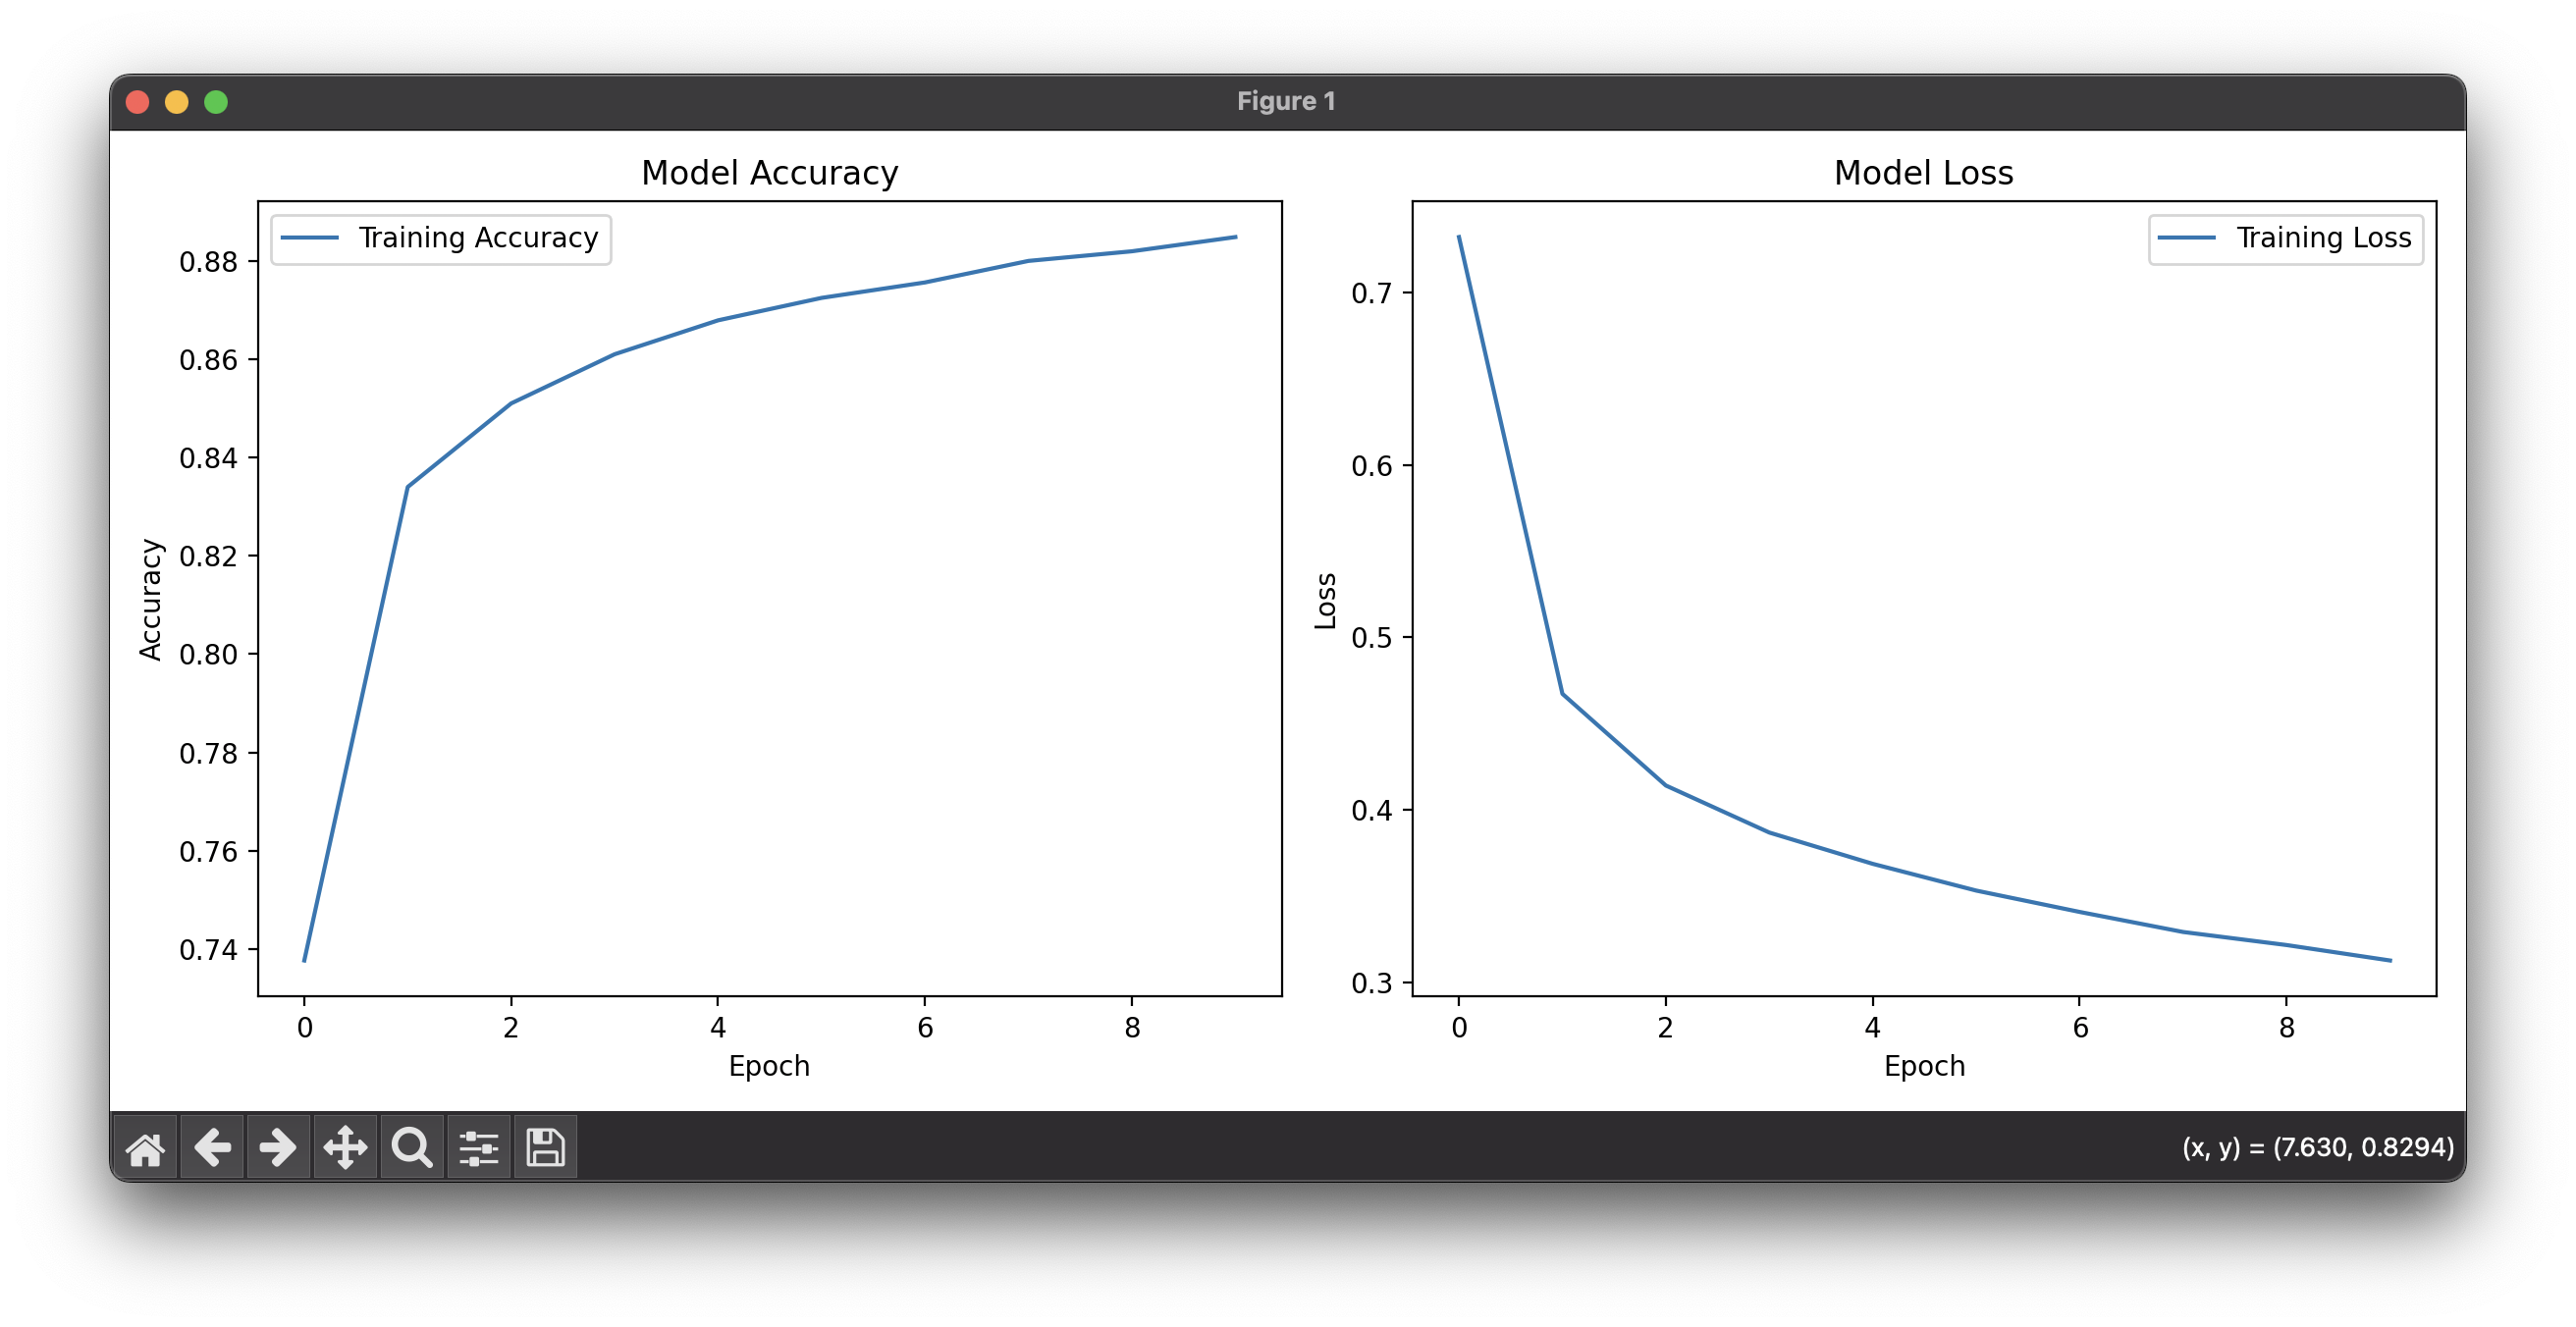 Figure 1
Model Accuracy
Training Accuracy
0.88
0.86
0.84
0.82
0.80
0.78
0.76
0.74
Accuracy
0 2 4 6 8
Epoch
Model Loss
Training Loss
0.7
0.6
0.5
0.4
0.3
Loss
0 2 4 6 8
Epoch
(x, y) = (7.630, 0.8294)